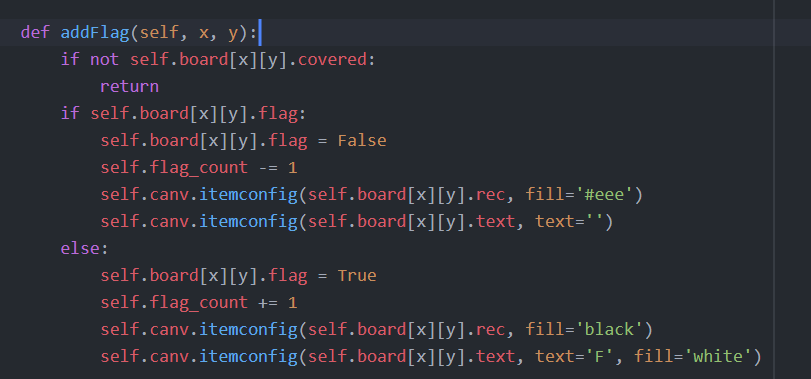 def addFlag(self, x, y):
    if not self.board[x][y].covered:
        return
    if self.board[x][y].flag:
        self.board[x][y].flag = False
        self.flag_count -= 1
        self.canv.itemconfig(self.board[x][y].rec, fill='#eee')
        self.canv.itemconfig(self.board[x][y].text, text='')
    else:
        self.board[x][y].flag = True
        self.flag_count += 1
        self.canv.itemconfig(self.board[x][y].rec, fill='black')
        self.canv.itemconfig(self.board[x][y].text, text='F', fill='white')